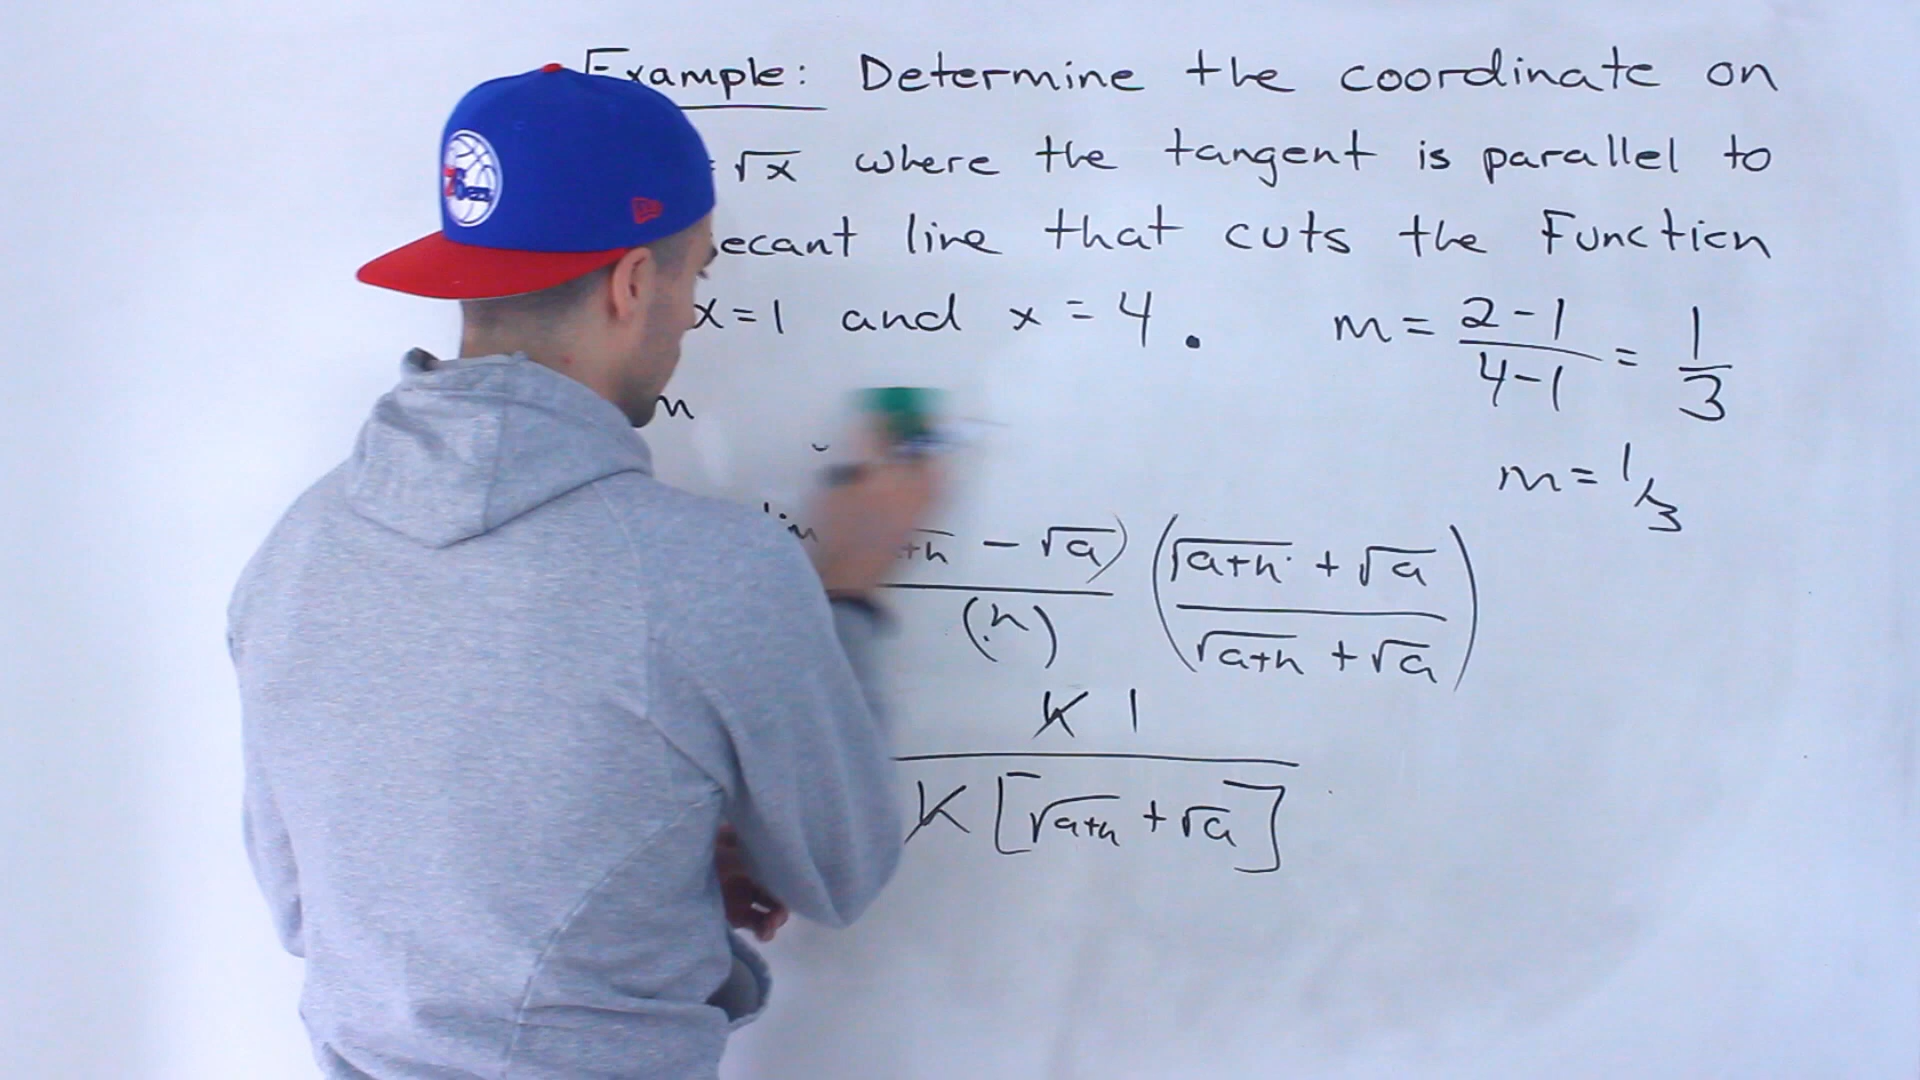 Example: Determine the coordinate on
= √x where the tangent is parallel to
ecant line that cuts the Function
x = 1 and x = 4.
m = (2 - 1)/(4 - 1) = 1/3
m = 1/3
lim
+h - √a) (√a+h + √a)
(h) (√a+h + √a)
h 1
h [√a+h + √a]